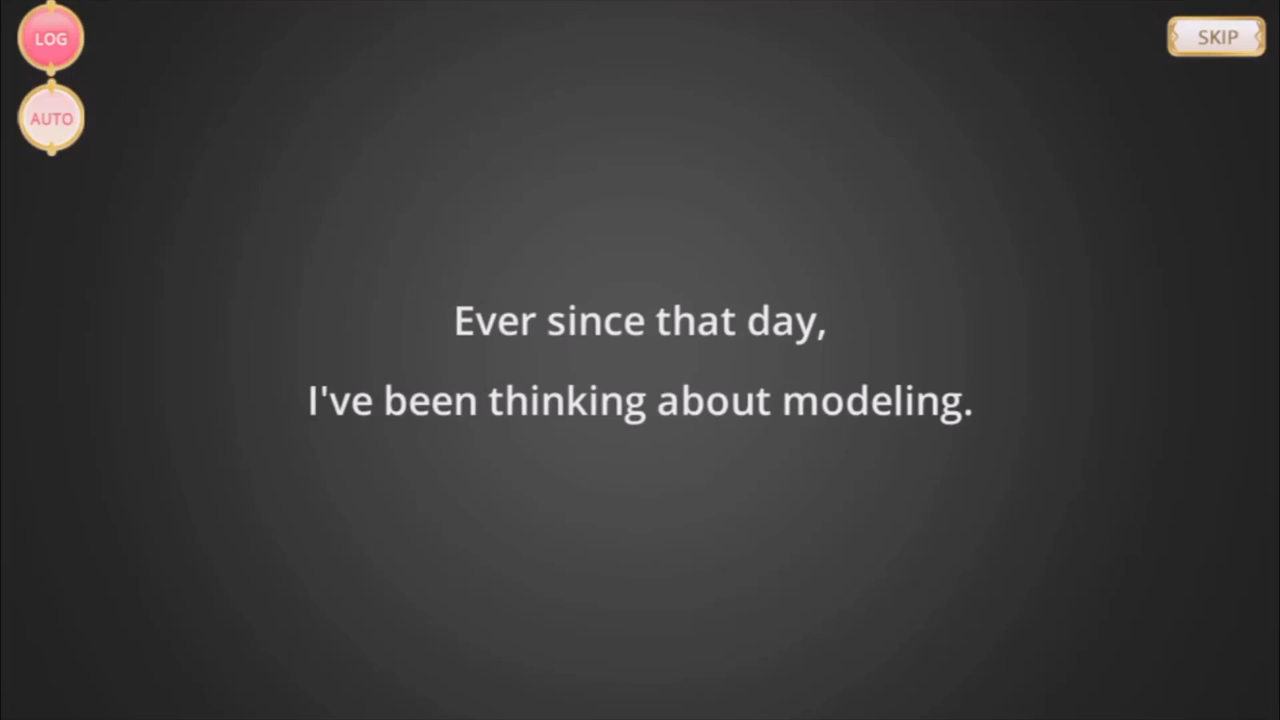 LOG
SKIP
AUTO
Ever since that day,
I've been thinking about modeling.